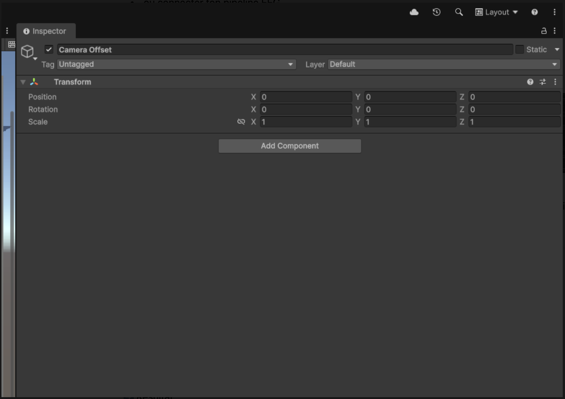 Layout
Inspector
Camera Offset
Static
Tag Untagged
Layer Default
Transform
Position X 0 Y 0 Z 0
Rotation X 0 Y 0 Z 0
Scale X 1 Y 1 Z 1
Add Component